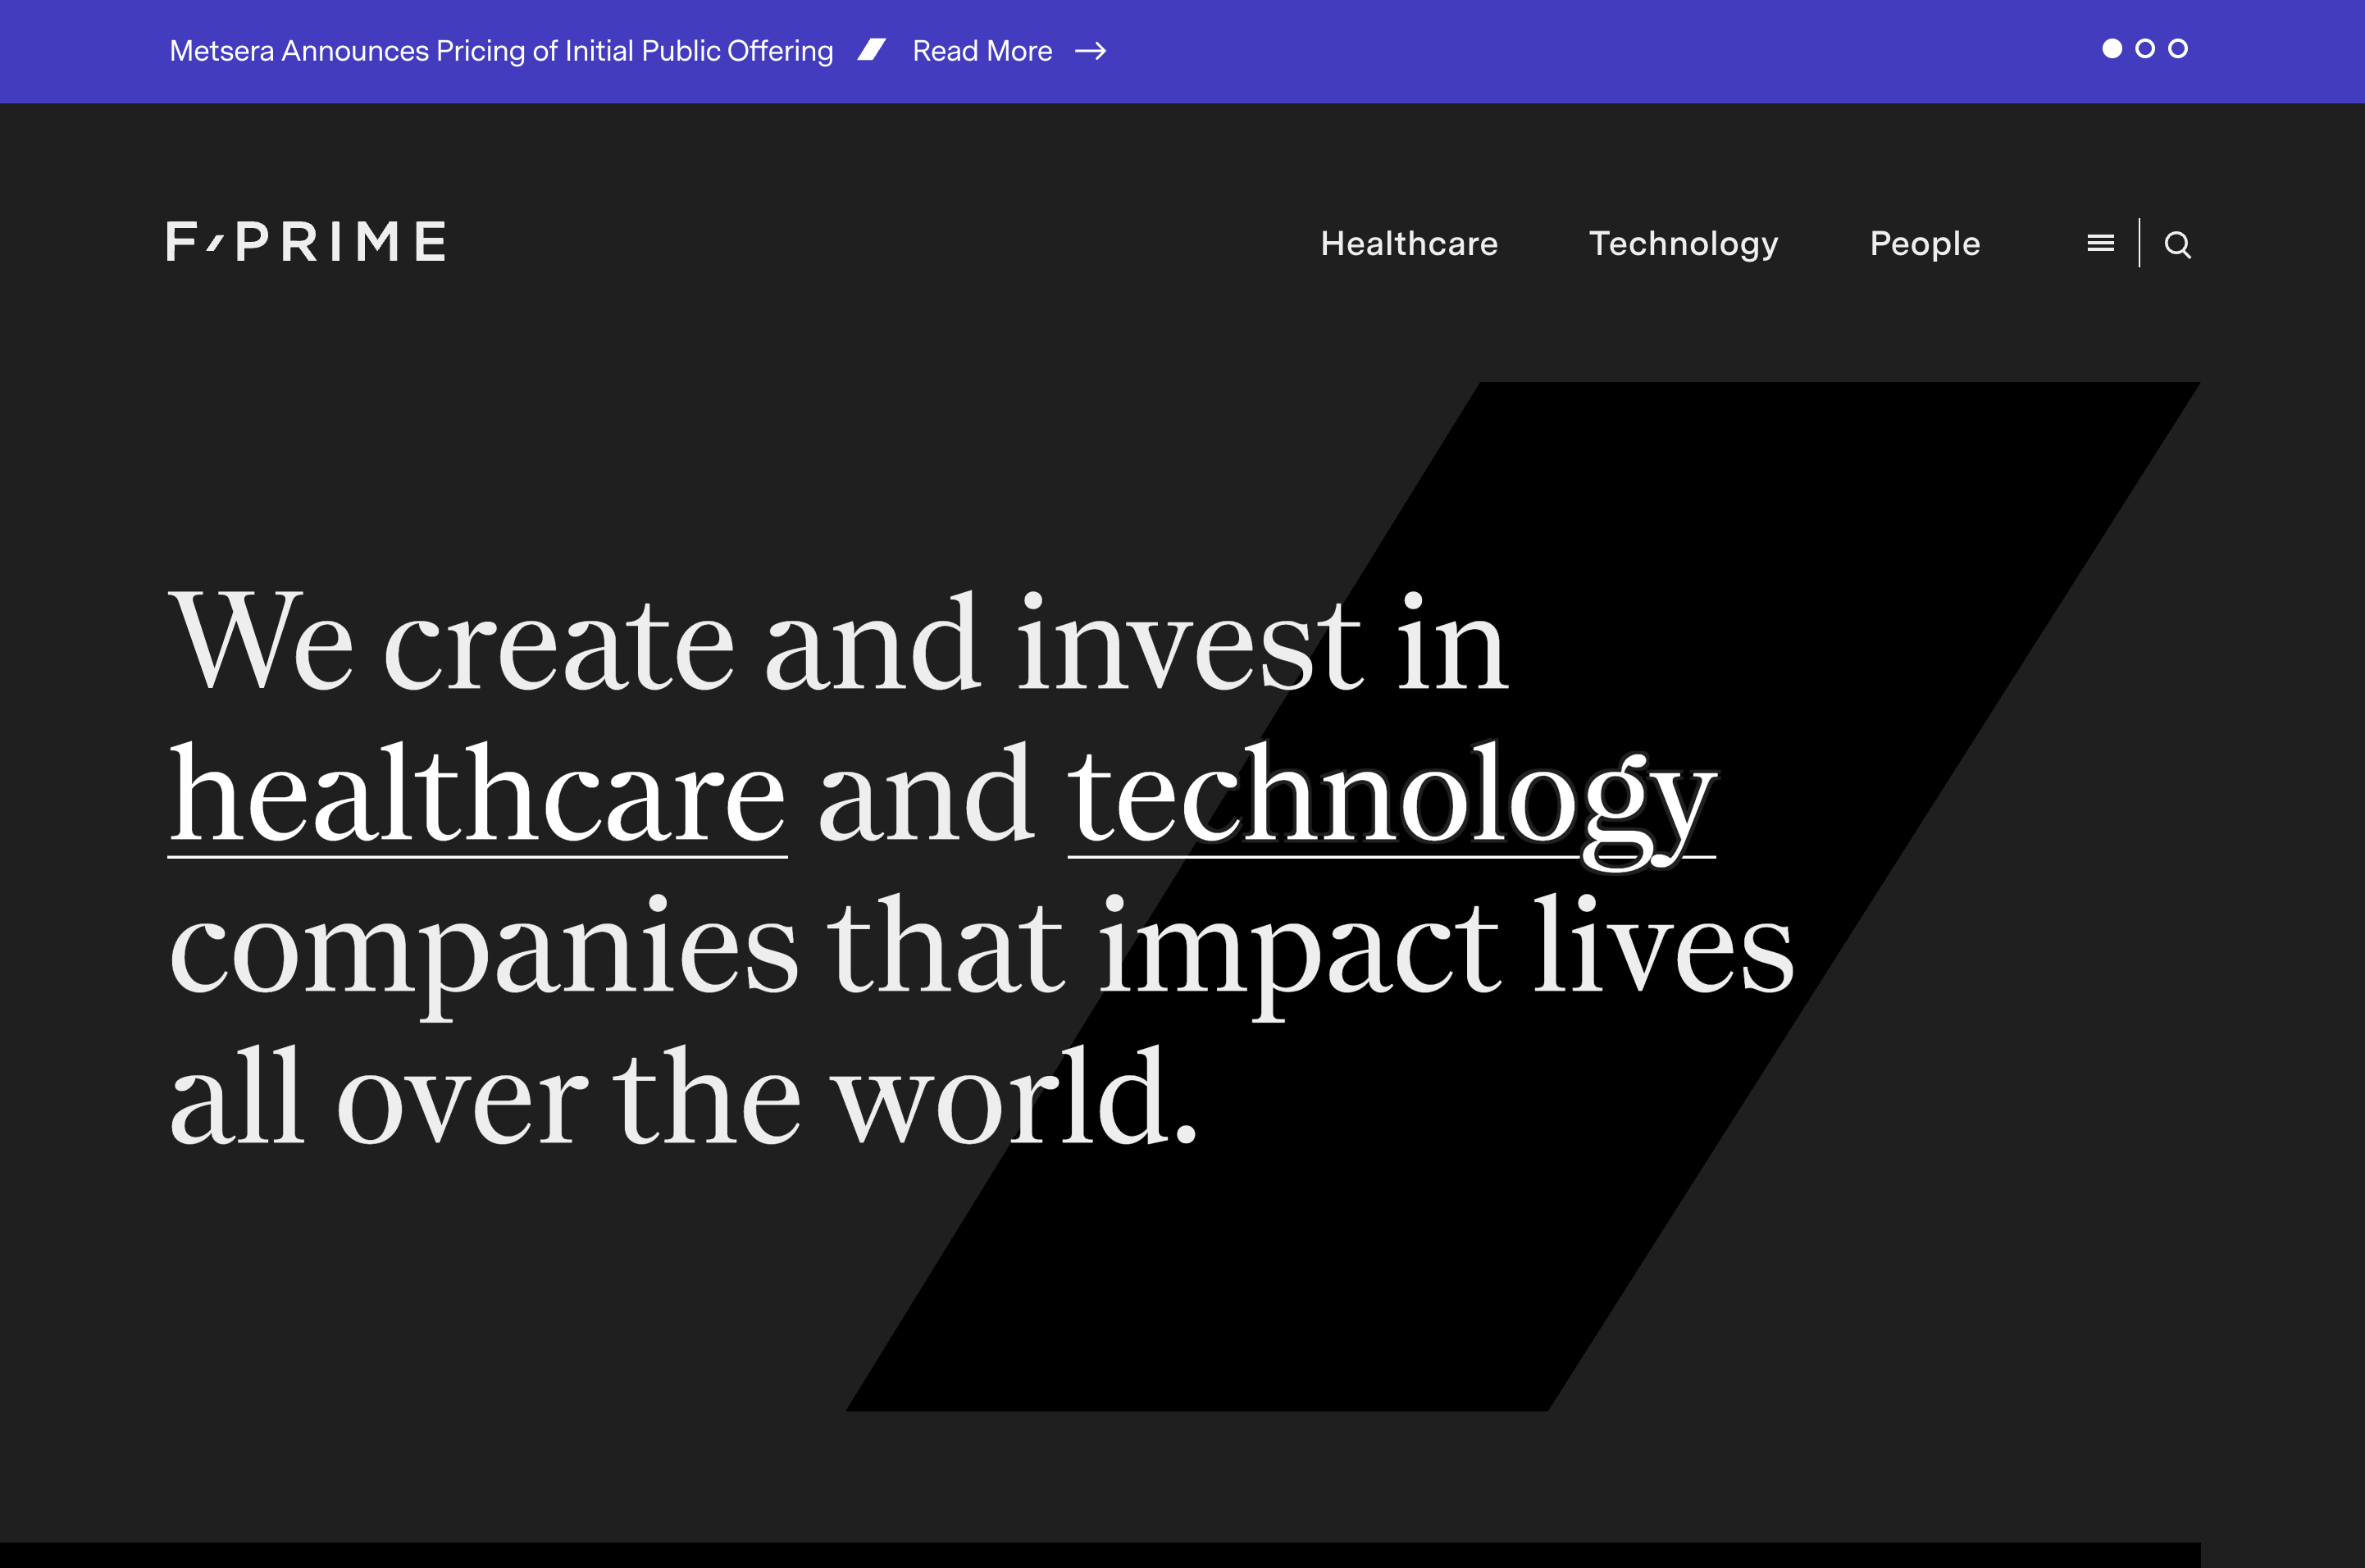 Metsera Announces Pricing of Initial Public Offering Read More →
F-PRIME
Healthcare Technology People
We create and invest in
healthcare and technology
companies that impact lives
all over the world.